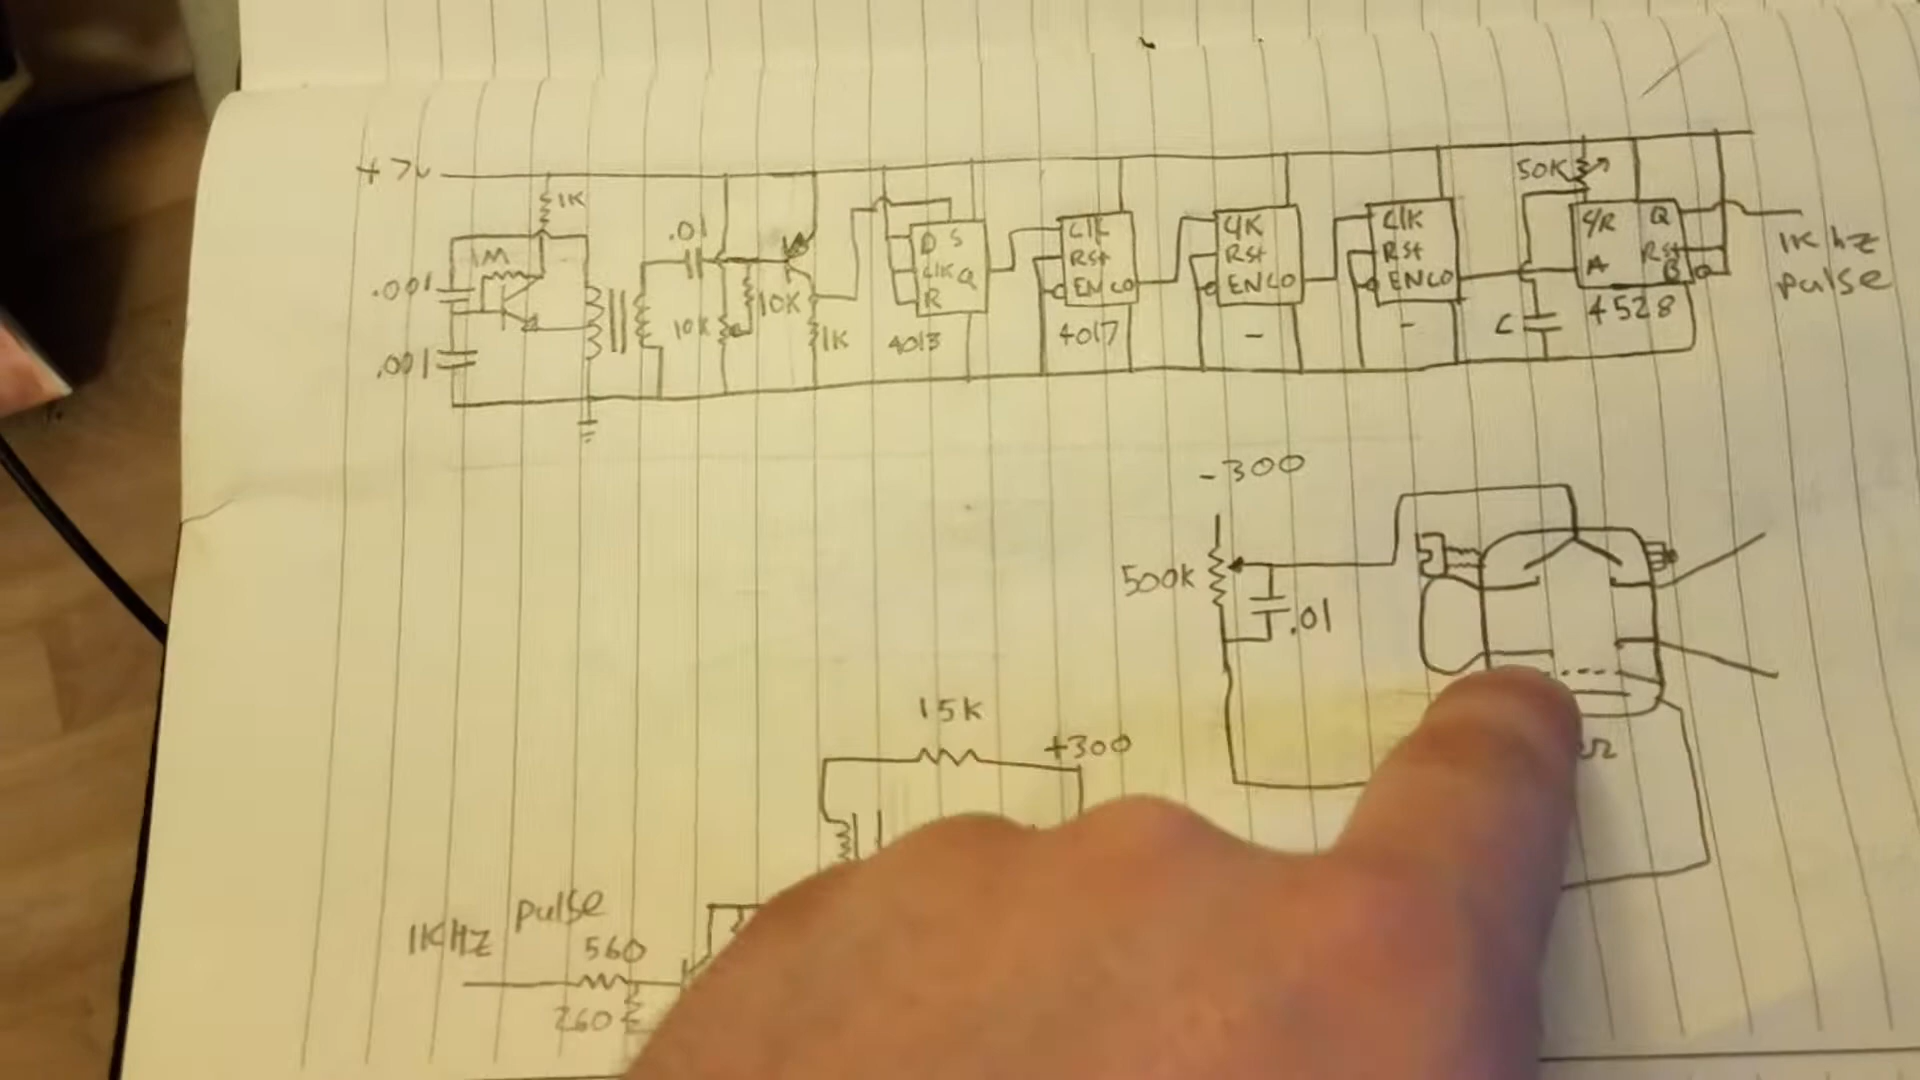 +7v
1K
1M
.001
.001
.01
10K
10K
1K
D S
CLK Q
R
4013
CLK
Rst
EN CO
4017
CLK
Rst
EN CO
-
CLK
Rst
EN CO
-
50K
C/R Q
Rst
A B
4528
C
1K hz
pulse
-300
500K
.01
Ω
15K
+300
pulse
1KHZ
560
260